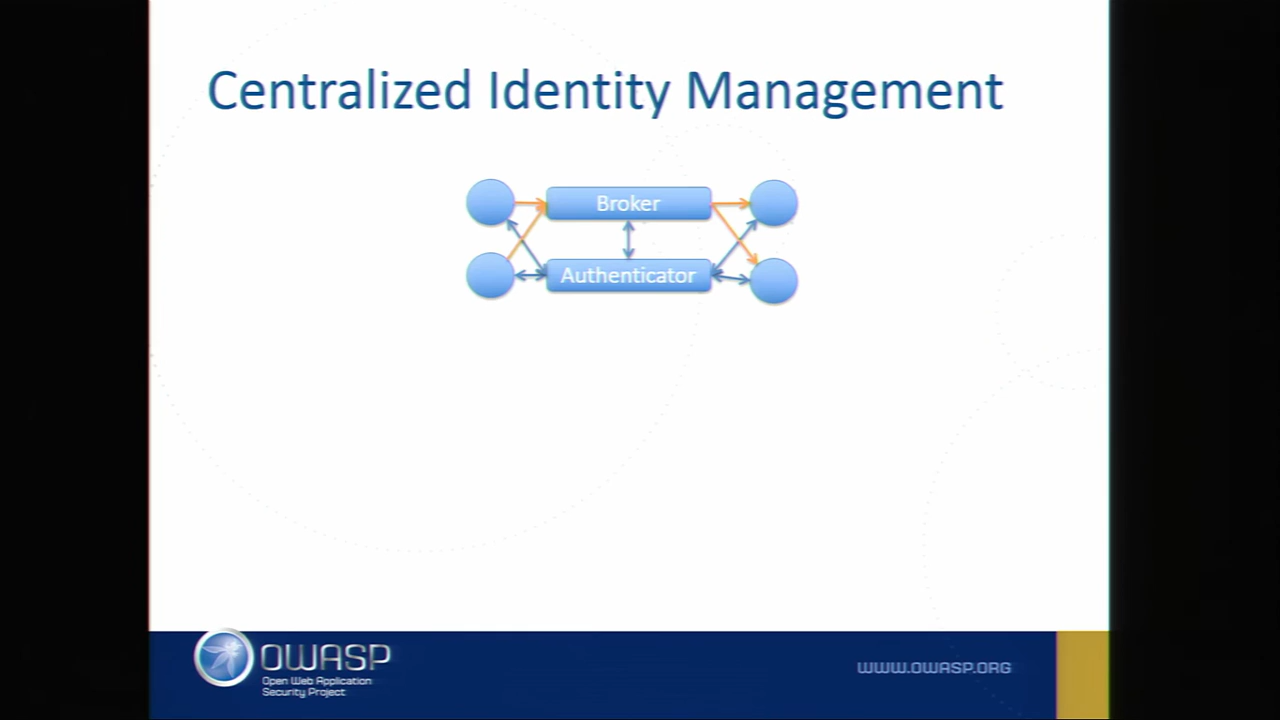 Centralized Identity Management
Broker
Authenticator
OWASP
Open Web Application
Security Project
WWW.OWASP.ORG